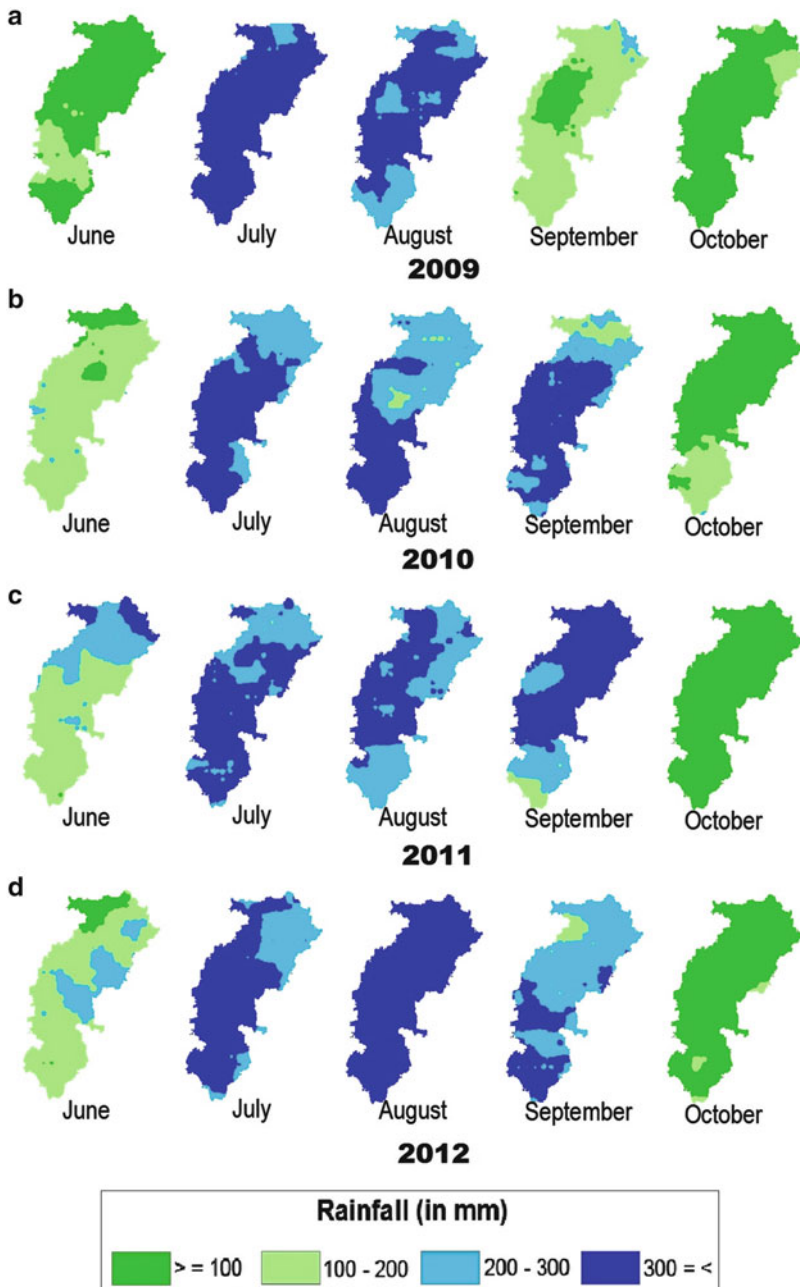 a
June July August September October
2009
b
June July August September October
2010
c
June July August September October
2011
d
June July August September October
2012
Rainfall (in mm)
> = 100 100 - 200 200 - 300 300 = <